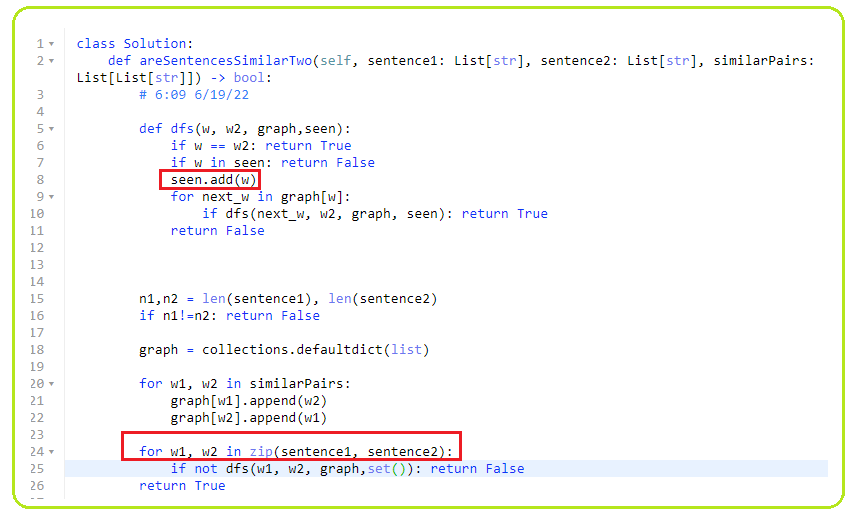 1 class Solution:
2     def areSentencesSimilarTwo(self, sentence1: List[str], sentence2: List[str], similarPairs:
List[List[str]]) -> bool:
3         # 6:09 6/19/22
4
5         def dfs(w, w2, graph,seen):
6             if w == w2: return True
7             if w in seen: return False
8             seen.add(w)
9             for next_w in graph[w]:
10                 if dfs(next_w, w2, graph, seen): return True
11             return False
12
13
14
15         n1,n2 = len(sentence1), len(sentence2)
16         if n1!=n2: return False
17
18         graph = collections.defaultdict(list)
19
20         for w1, w2 in similarPairs:
21             graph[w1].append(w2)
22             graph[w2].append(w1)
23
24         for w1, w2 in zip(sentence1, sentence2):
25             if not dfs(w1, w2, graph,set()): return False
26         return True